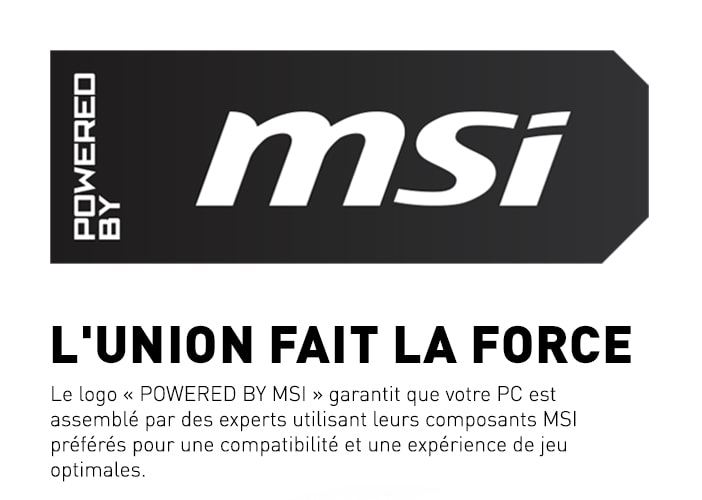 POWERED
BY
msi
L'UNION FAIT LA FORCE
Le logo « POWERED BY MSI » garantit que votre PC est
assemblé par des experts utilisant leurs composants MSI
préférés pour une compatibilité et une expérience de jeu
optimales.